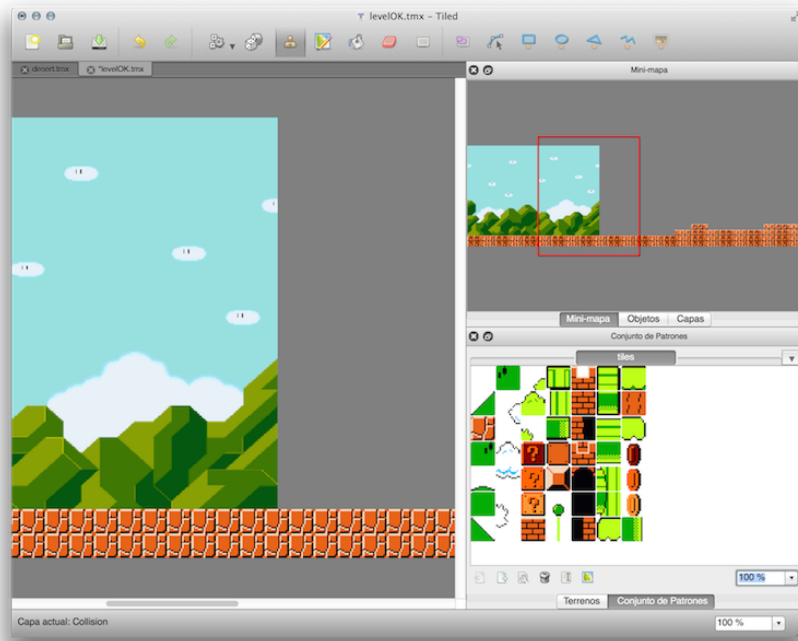 levelOK.tmx – Tiled
desert.tmx
*levelOK.tmx
Mini-mapa
Mini-mapa
Objetos
Capas
Conjunto de Patrones
tiles
100 %
Terrenos
Conjunto de Patrones
Capa actual: Collision
100 %